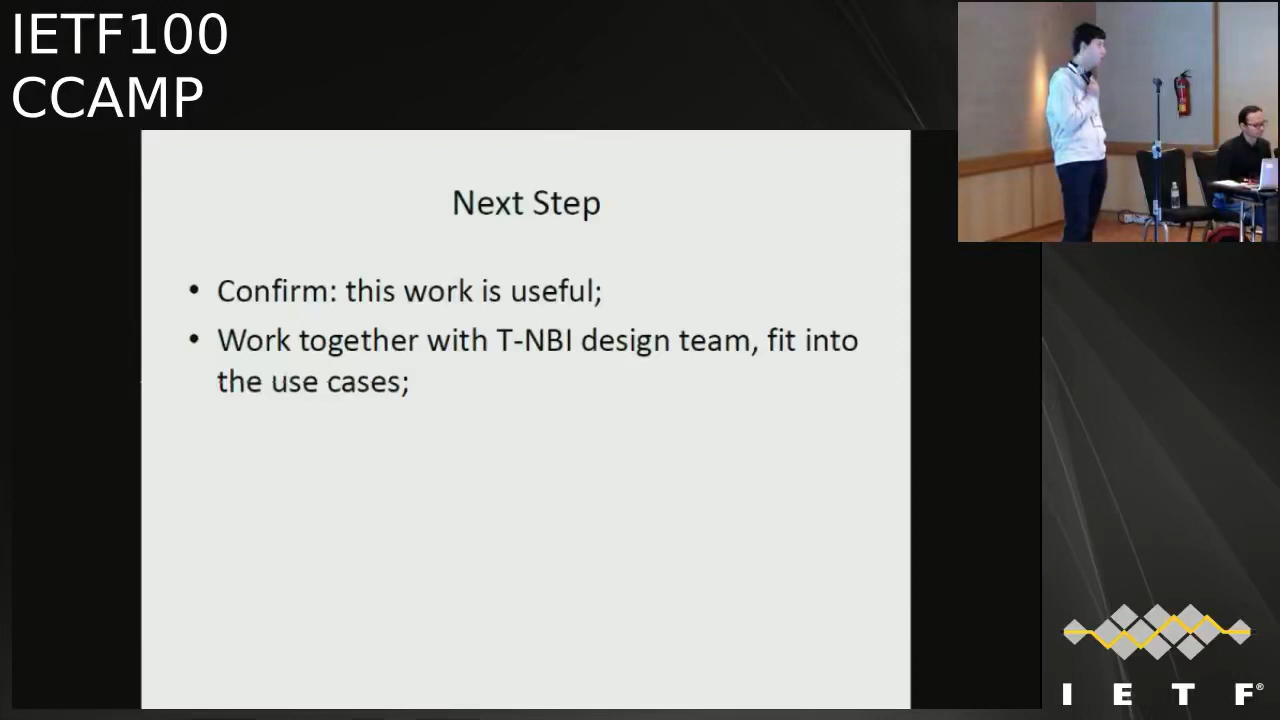 IETF100
CCAMP
Next Step
• Confirm: this work is useful;
• Work together with T-NBI design team, fit into
the use cases;
I E T F®